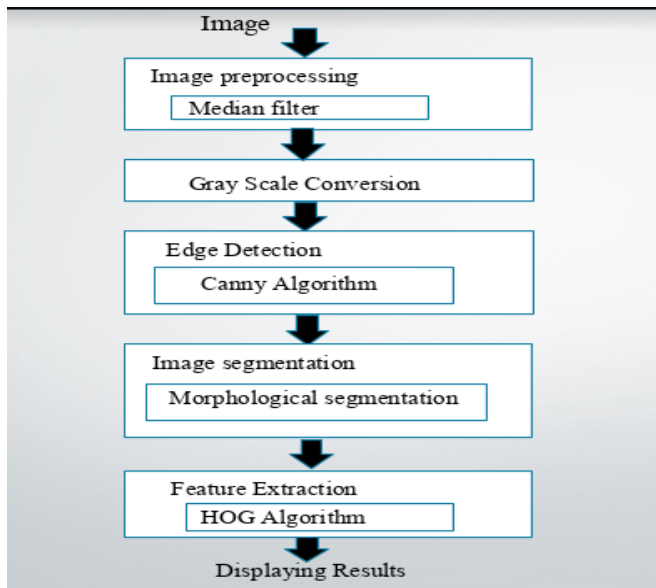 Image
Image preprocessing
Median filter
Gray Scale Conversion
Edge Detection
Canny Algorithm
Image segmentation
Morphological segmentation
Feature Extraction
HOG Algorithm
Displaying Results